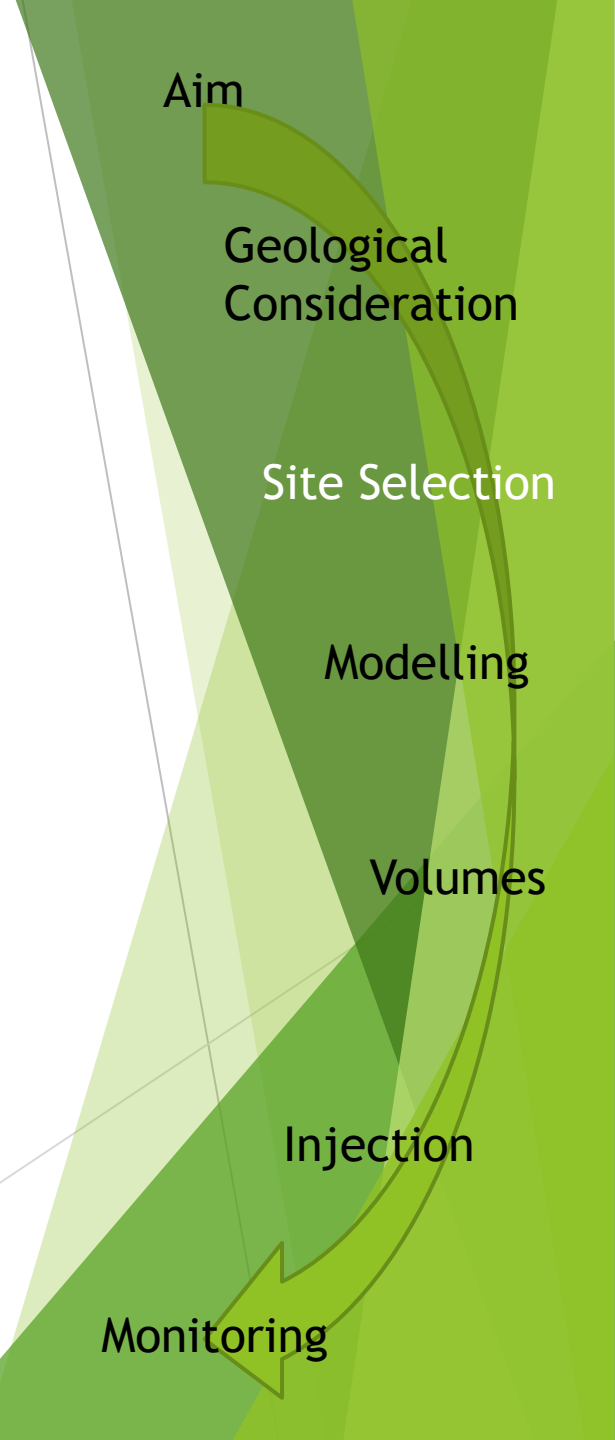 Aim
Geological
Consideration
Site Selection
Modelling
Volumes
Injection
Monitoring